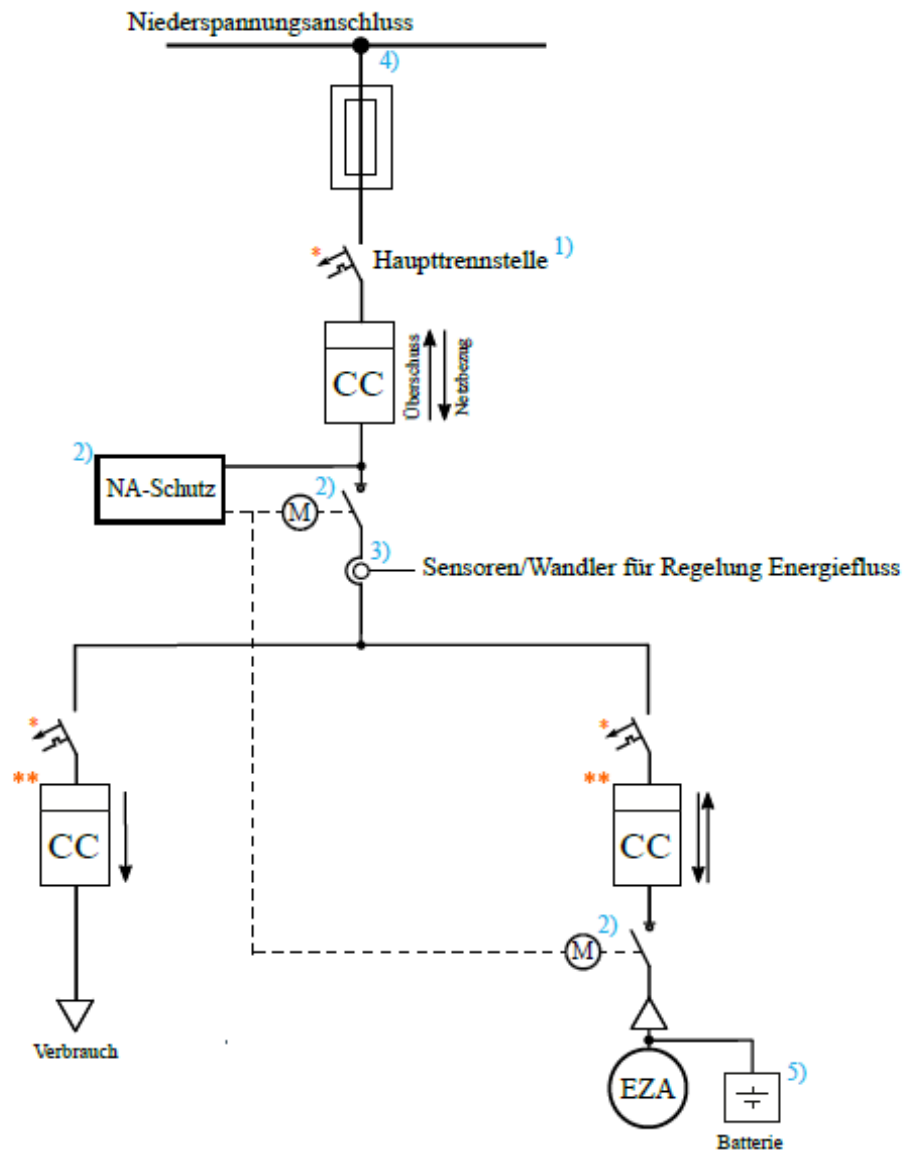 Niederspannungsanschluss
4)
* Haupttrennstelle 1)
CC
Überschuss
Netzbezug
2)
NA-Schutz
M
2)
3)
Sensoren/Wandler für Regelung Energiefluss
*
**
CC
*
**
CC
Verbrauch
M
2)
EZA
5)
Batterie